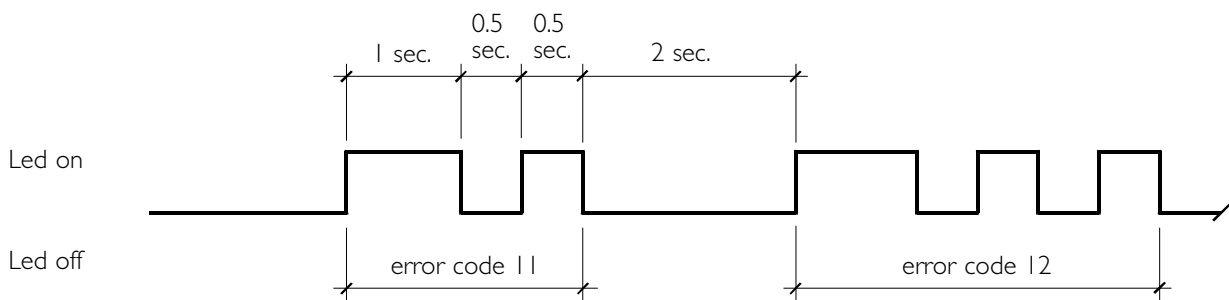 0.5 0.5
1 sec. sec. sec. 2 sec.
Led on
Led off
error code 11 error code 12